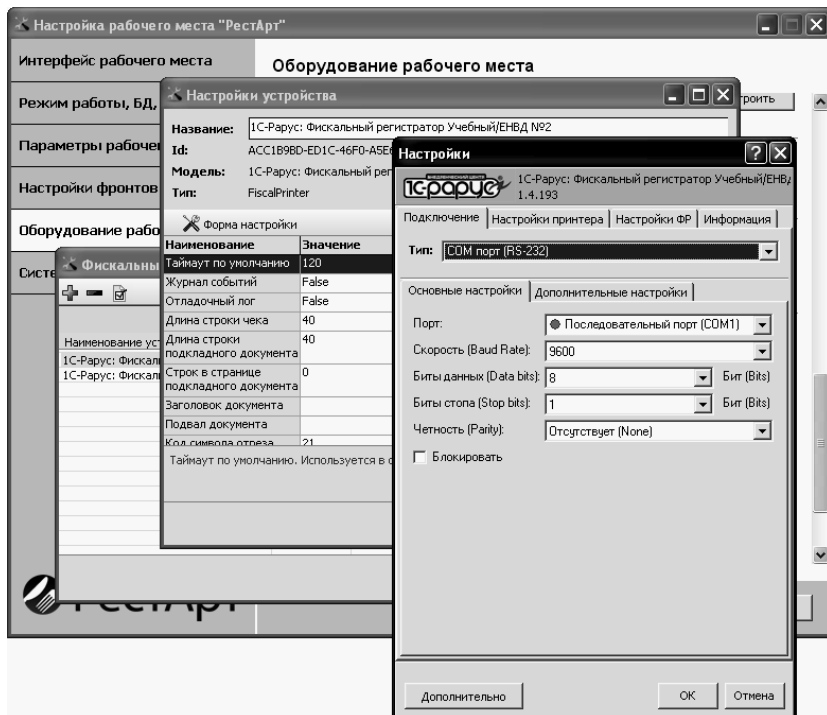 Настройка рабочего места "РестАрт"
Интерфейс рабочего места
Оборудование рабочего места
Режим работы, БД,
Настройки устройства
Название: 1С-Рарус: Фискальный регистратор Учебный/ЕНВД №2
Id: ACC1B9BD-ED1C-46F0-A5E6
Параметры рабоче
Модель: 1С-Рарус: Фискальный рег
Тип: FiscalPrinter
Настройки фронтов
Оборудование рабо
Форма настройки
Наименование Значение
Таймаут по умолчанию 120
Журнал событий False
Отладочный лог False
Длина строки чека 40
Длина строки 40
подкладного документа
Строк в странице 0
подкладного документа
Заголовок документа
Подвал документа
Код символа отреза 21
Таймаут по умолчанию. Используется в
Систе
Фискальны
Наименование ус
1С-Рарус: Фискал
1С-Рарус: Фискал
РестАрт
Настройки
1С рарус
1С-Рарус: Фискальный регистратор Учебный/ЕНВД
1.4.193
Подключение Настройки принтера Настройки ФР Информация
Тип: COM порт (RS-232)
Основные настройки Дополнительные настройки
Порт: Последовательный порт (COM1)
Скорость (Baud Rate): 9600
Биты данных (Data bits): 8 Бит (Bits)
Биты стопа (Stop bits): 1 Бит (Bits)
Четность (Parity): Отсутствует (None)
Блокировать
Дополнительно OK Отмена